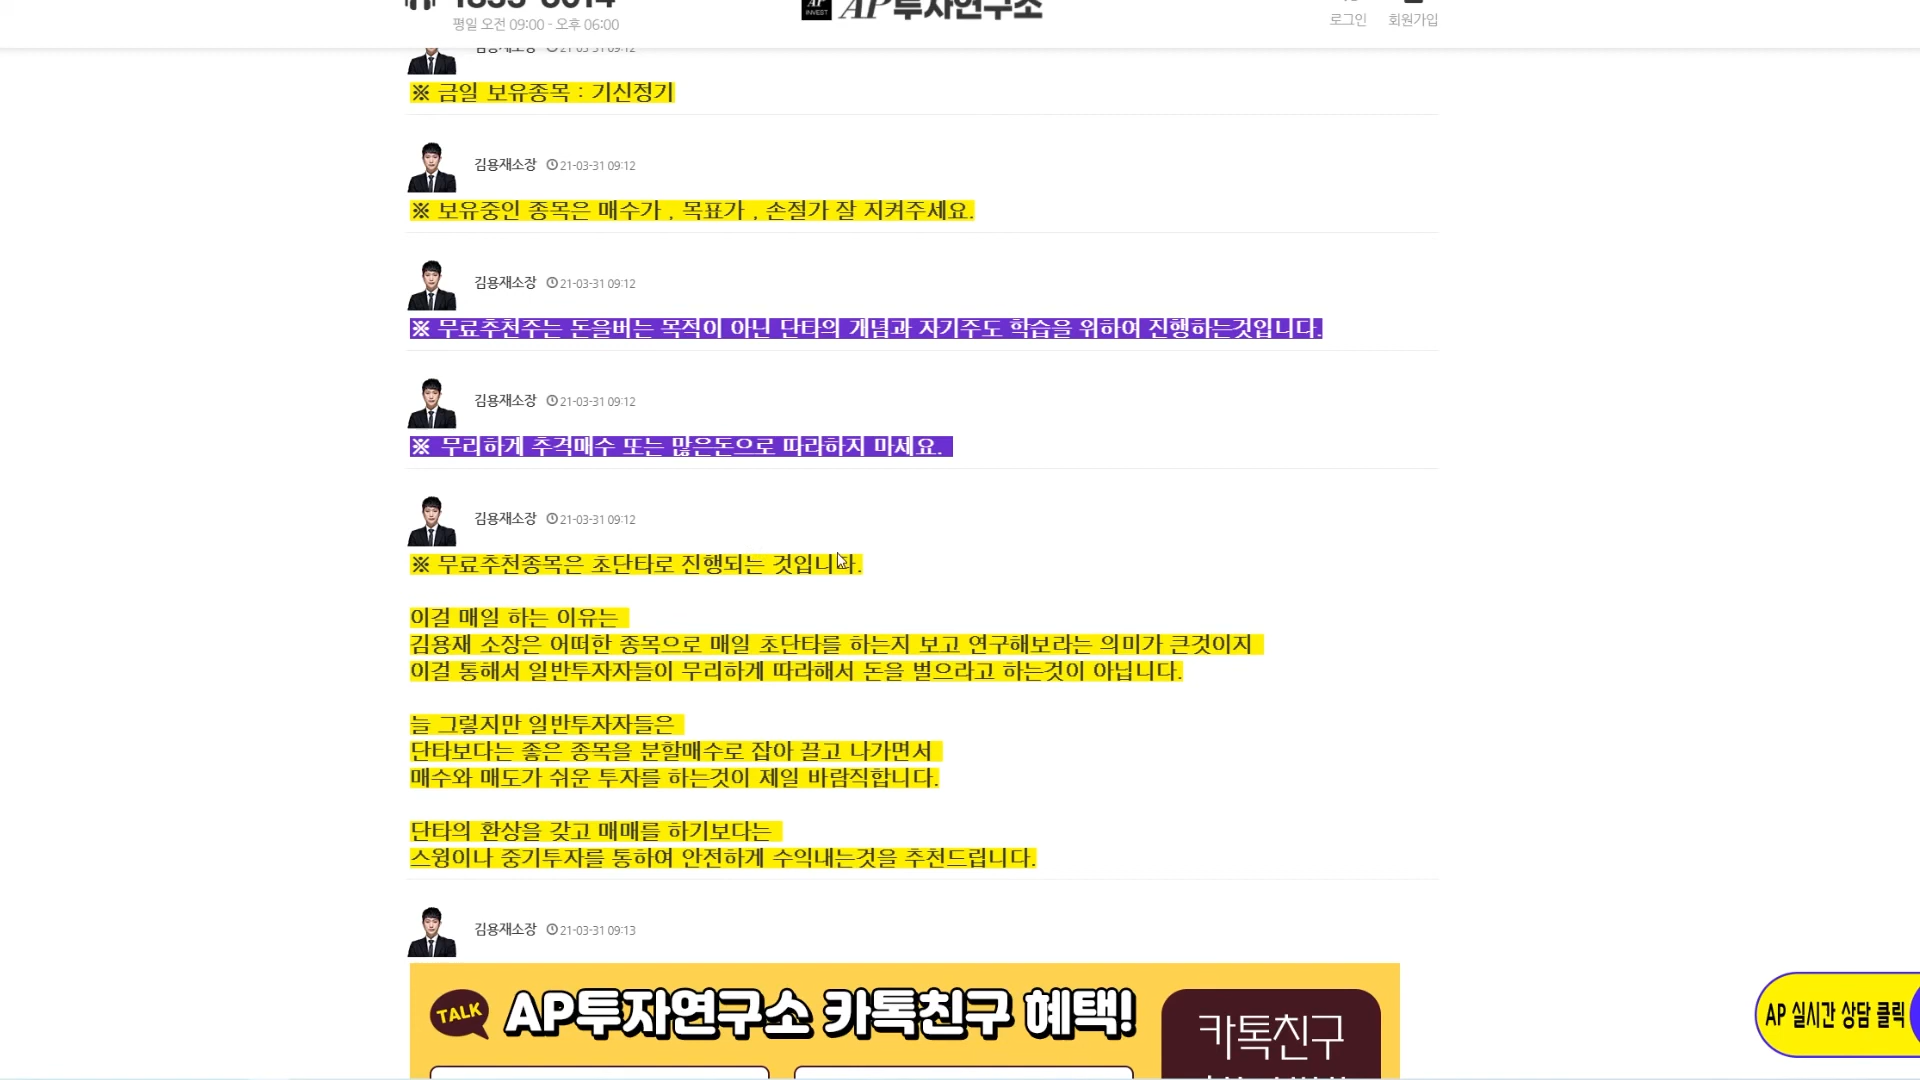 평일 오전 09:00 - 오후 06:00
AP
INVEST
AP투자연구소
로그인
회원가입
김용재소장 21-03-31 09:12
※ 금일 보유종목 : 기신정기
김용재소장 21-03-31 09:12
※ 보유중인 종목은 매수가 , 목표가 , 손절가 잘 지켜주세요.
김용재소장 21-03-31 09:12
※ 무료추천주는 돈을버는 목적이 아닌 단타의 개념과 자기주도 학습을 위하여 진행하는것입니다.
김용재소장 21-03-31 09:12
※ 무리하게 추격매수 또는 많은돈으로 따라하지 마세요.
김용재소장 21-03-31 09:12
※ 무료추천종목은 초단타로 진행되는 것입니다.
이걸 매일 하는 이유는
김용재 소장은 어떠한 종목으로 매일 초단타를 하는지 보고 연구해보라는 의미가 큰것이지
이걸 통해서 일반투자자들이 무리하게 따라해서 돈을 벌으라고 하는것이 아닙니다.
늘 그렇지만 일반투자자들은
단타보다는 좋은 종목을 분할매수로 잡아 끌고 나가면서
매수와 매도가 쉬운 투자를 하는것이 제일 바람직합니다.
단타의 환상을 갖고 매매를 하기보다는
스윙이나 중기투자를 통하여 안전하게 수익내는것을 추천드립니다.
김용재소장 21-03-31 09:13
TALK AP투자연구소 카톡친구 혜택!
카톡친구
AP 실시간 상담 클릭